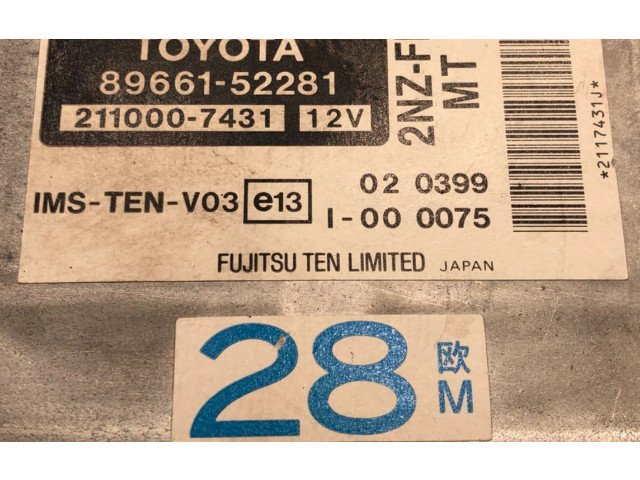 TOYOTA
89661-52281
211000-7431 12V
2NZ-F
MT
*2117431J*
IMS-TEN-V03 e13 02 0399
I-00 0075
FUJITSU TEN LIMITED JAPAN
28 欧
M